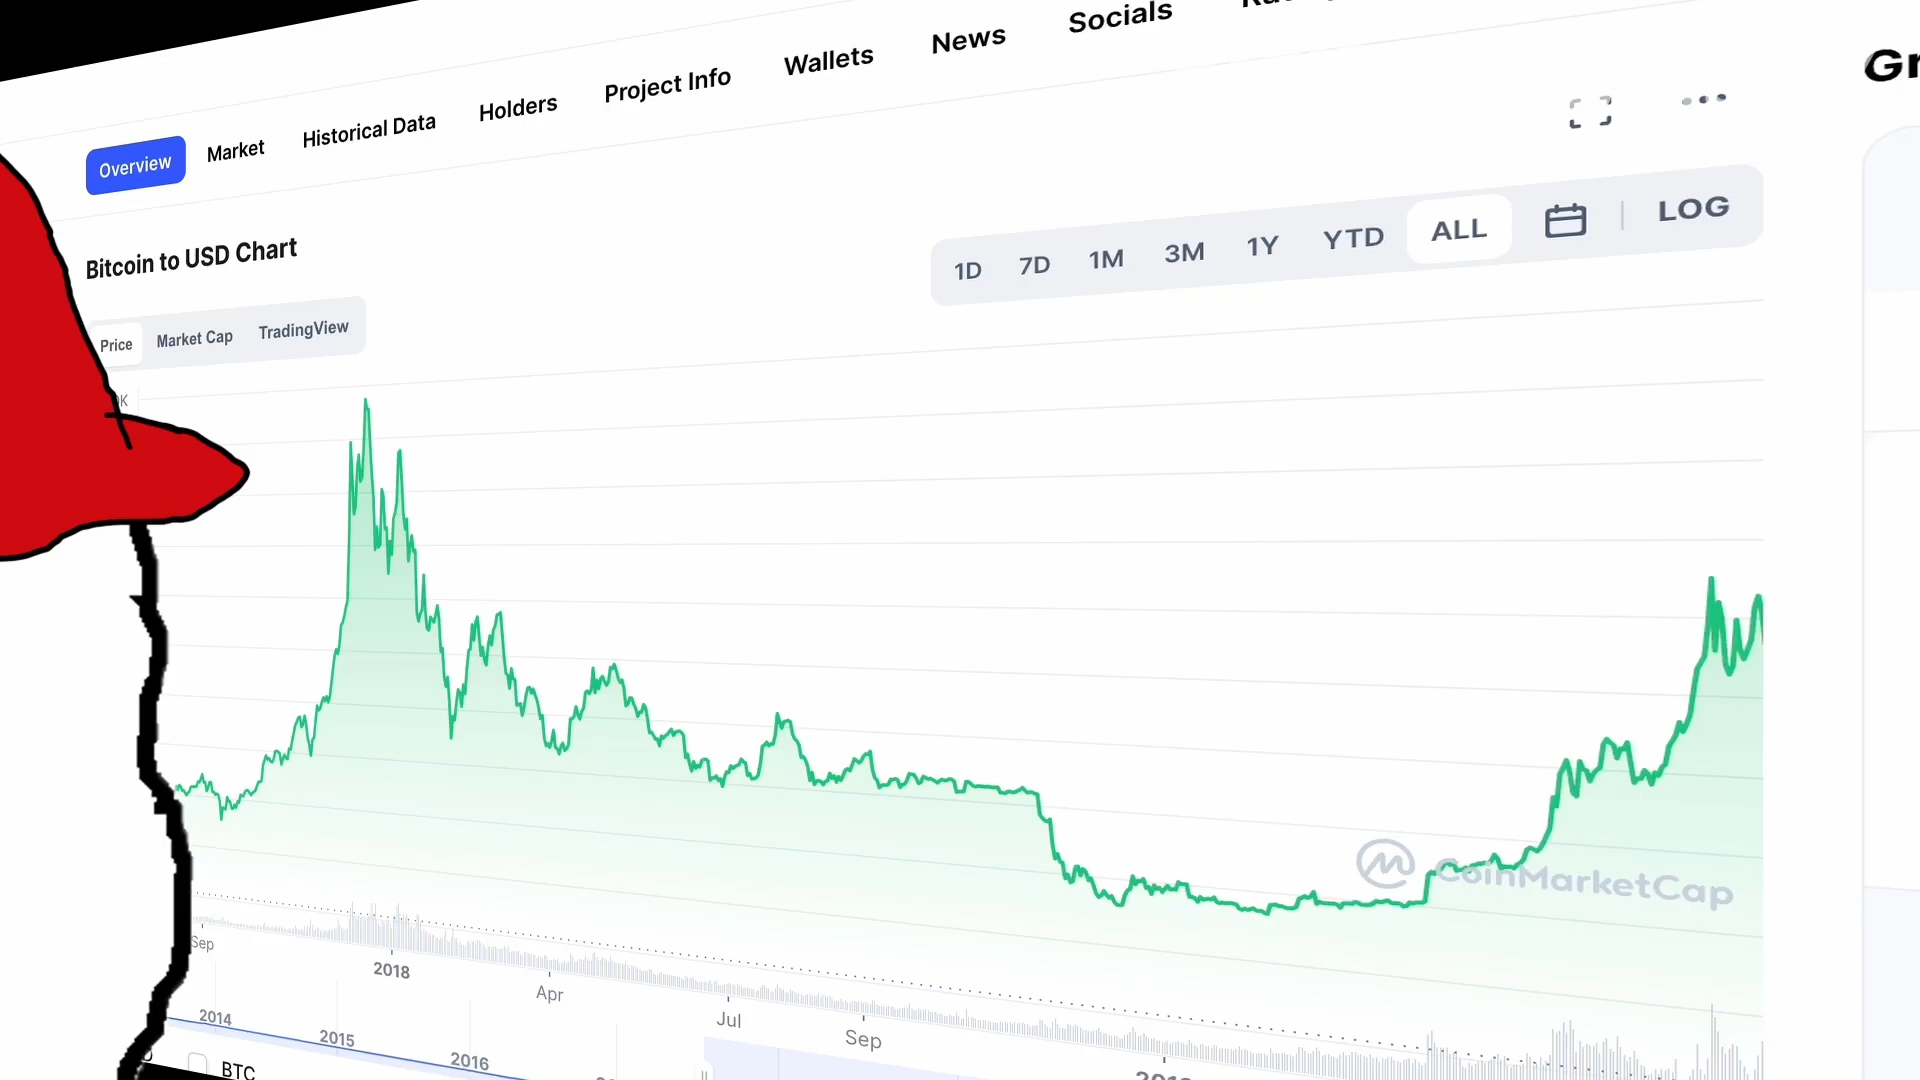 Overview Market Historical Data Holders Project Info Wallets News Socials
Bitcoin to USD Chart
1D 7D 1M 3M 1Y YTD ALL LOG
Price Market Cap TradingView
CoinMarketCap
Sep 2018 Apr Jul Sep
2014 2015 2016
BTC